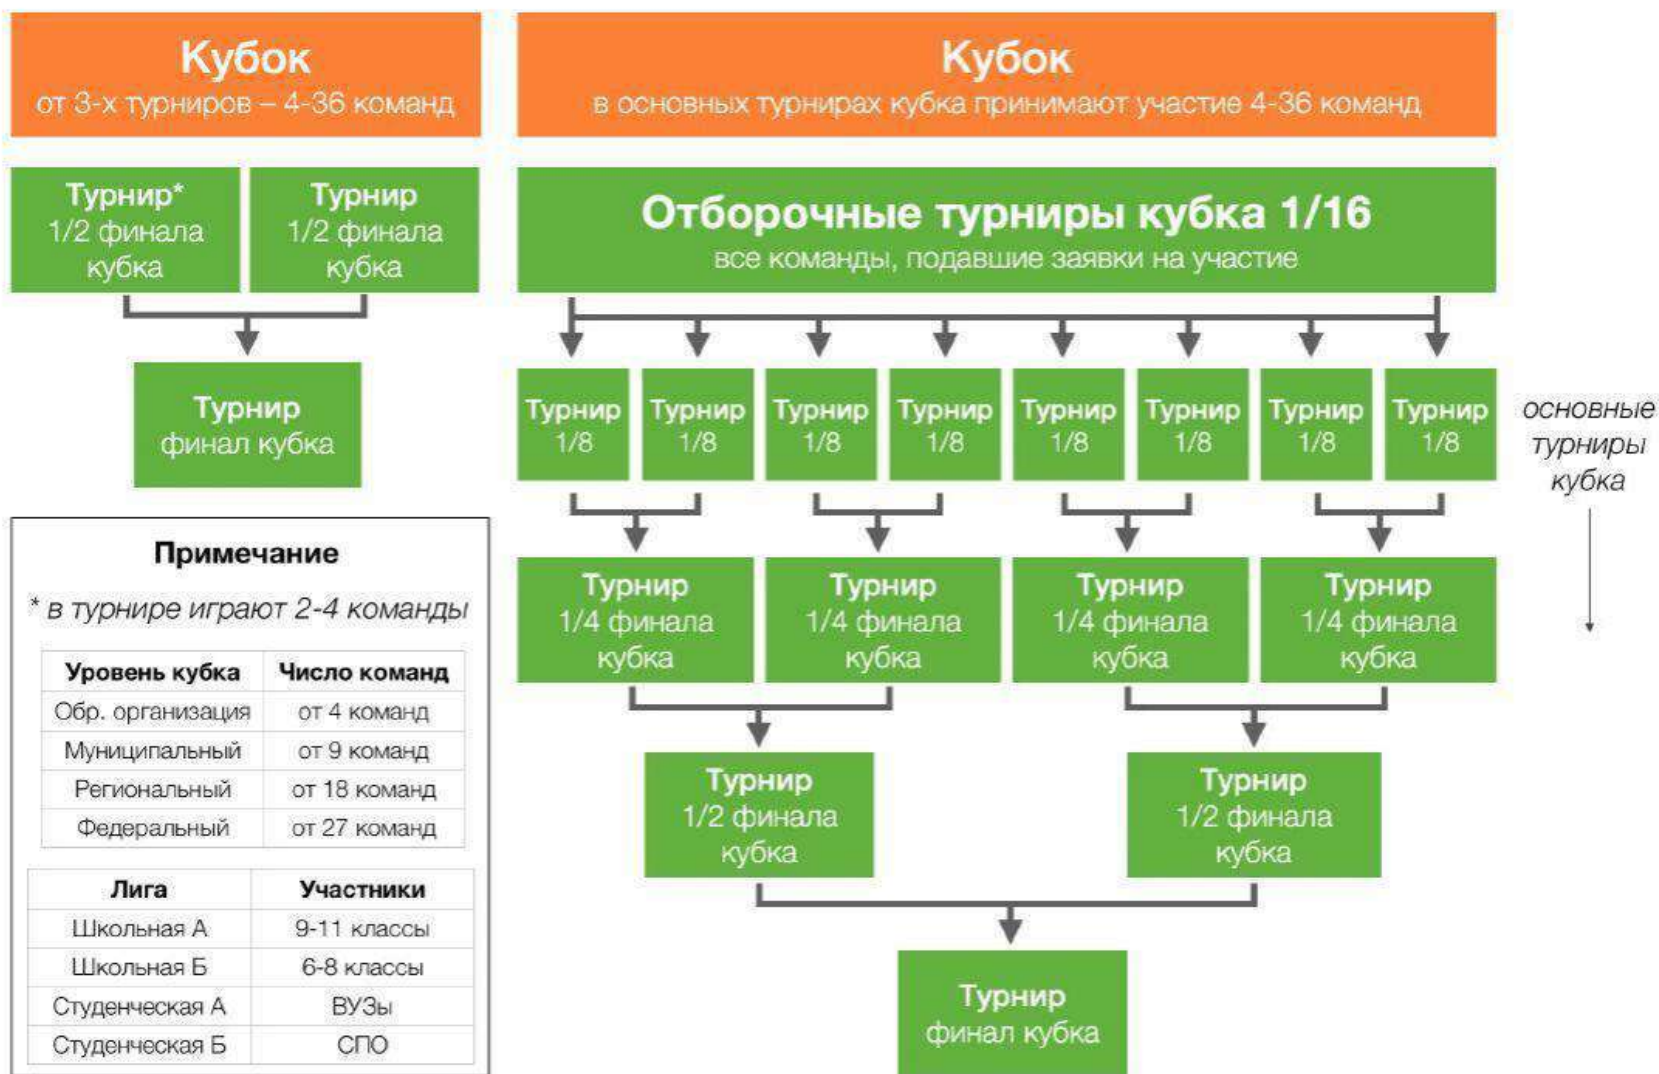 Кубок
от 3-х турниров – 4-36 команд
Турнир*
1/2 финала
кубка
Турнир
1/2 финала
кубка
Турнир
финал кубка
Примечание
* в турнире играют 2-4 команды
Уровень кубка Число команд
Обр. организация от 4 команд
Муниципальный от 9 команд
Региональный от 18 команд
Федеральный от 27 команд
Лига Участники
Школьная А 9-11 классы
Школьная Б 6-8 классы
Студенческая А ВУЗы
Студенческая Б СПО
Кубок
в основных турнирах кубка принимают участие 4-36 команд
Отборочные турниры кубка 1/16
все команды, подавшие заявки на участие
Турнир Турнир Турнир Турнир Турнир Турнир Турнир Турнир
1/8 1/8 1/8 1/8 1/8 1/8 1/8 1/8
основные
турниры
кубка
Турнир Турнир Турнир Турнир
1/4 финала 1/4 финала 1/4 финала 1/4 финала
кубка кубка кубка кубка
Турнир Турнир
1/2 финала 1/2 финала
кубка кубка
Турнир
финал кубка